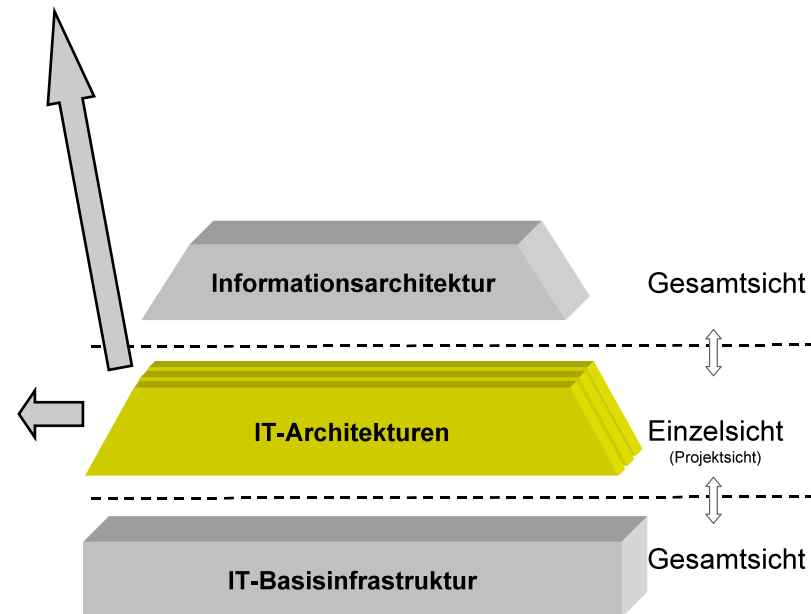 Informationsarchitektur
Gesamtsicht
IT-Architekturen
Einzelsicht
(Projektsicht)
IT-Basisinfrastruktur
Gesamtsicht